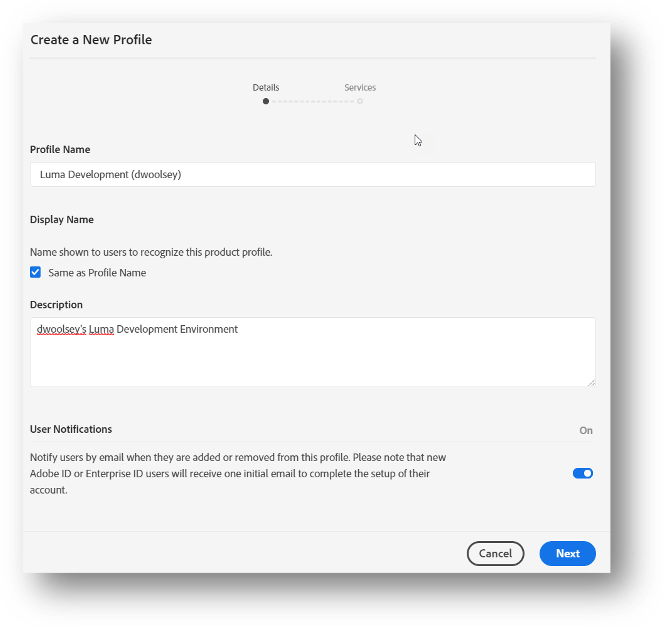 Create a New Profile
Details
Services
Profile Name
Luma Development (dwoolsey)
Display Name
Name shown to users to recognize this product profile.
Same as Profile Name
Description
dwoolsey's Luma Development Environment
User Notifications
On
Notify users by email when they are added or removed from this profile. Please note that new
Adobe ID or Enterprise ID users will receive one initial email to complete the setup of their
account.
Cancel
Next